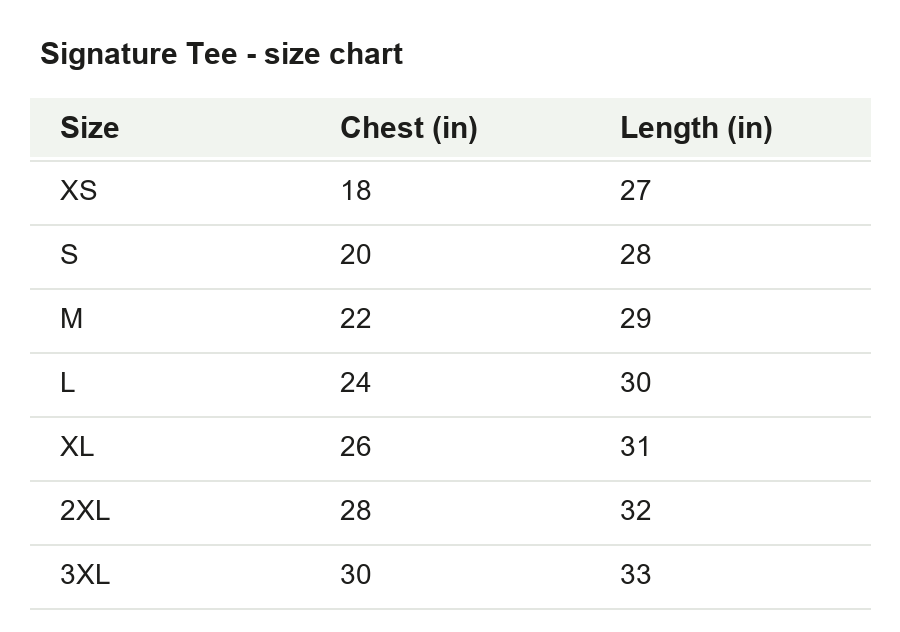 Signature Tee - size chart
Size Chest (in) Length (in)
XS 18 27
S 20 28
M 22 29
L 24 30
XL 26 31
2XL 28 32
3XL 30 33